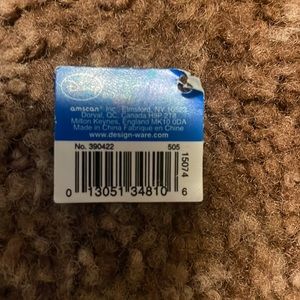 amscan® Inc. Elmsford, NY 10523
Dorval, QC, Canada H9P 2T8
Milton Keynes, England MK10 0DA
Made in China Fabriqué en Chine
www.design-ware.com
No. 390422 505
15074
0 13051 34810 6